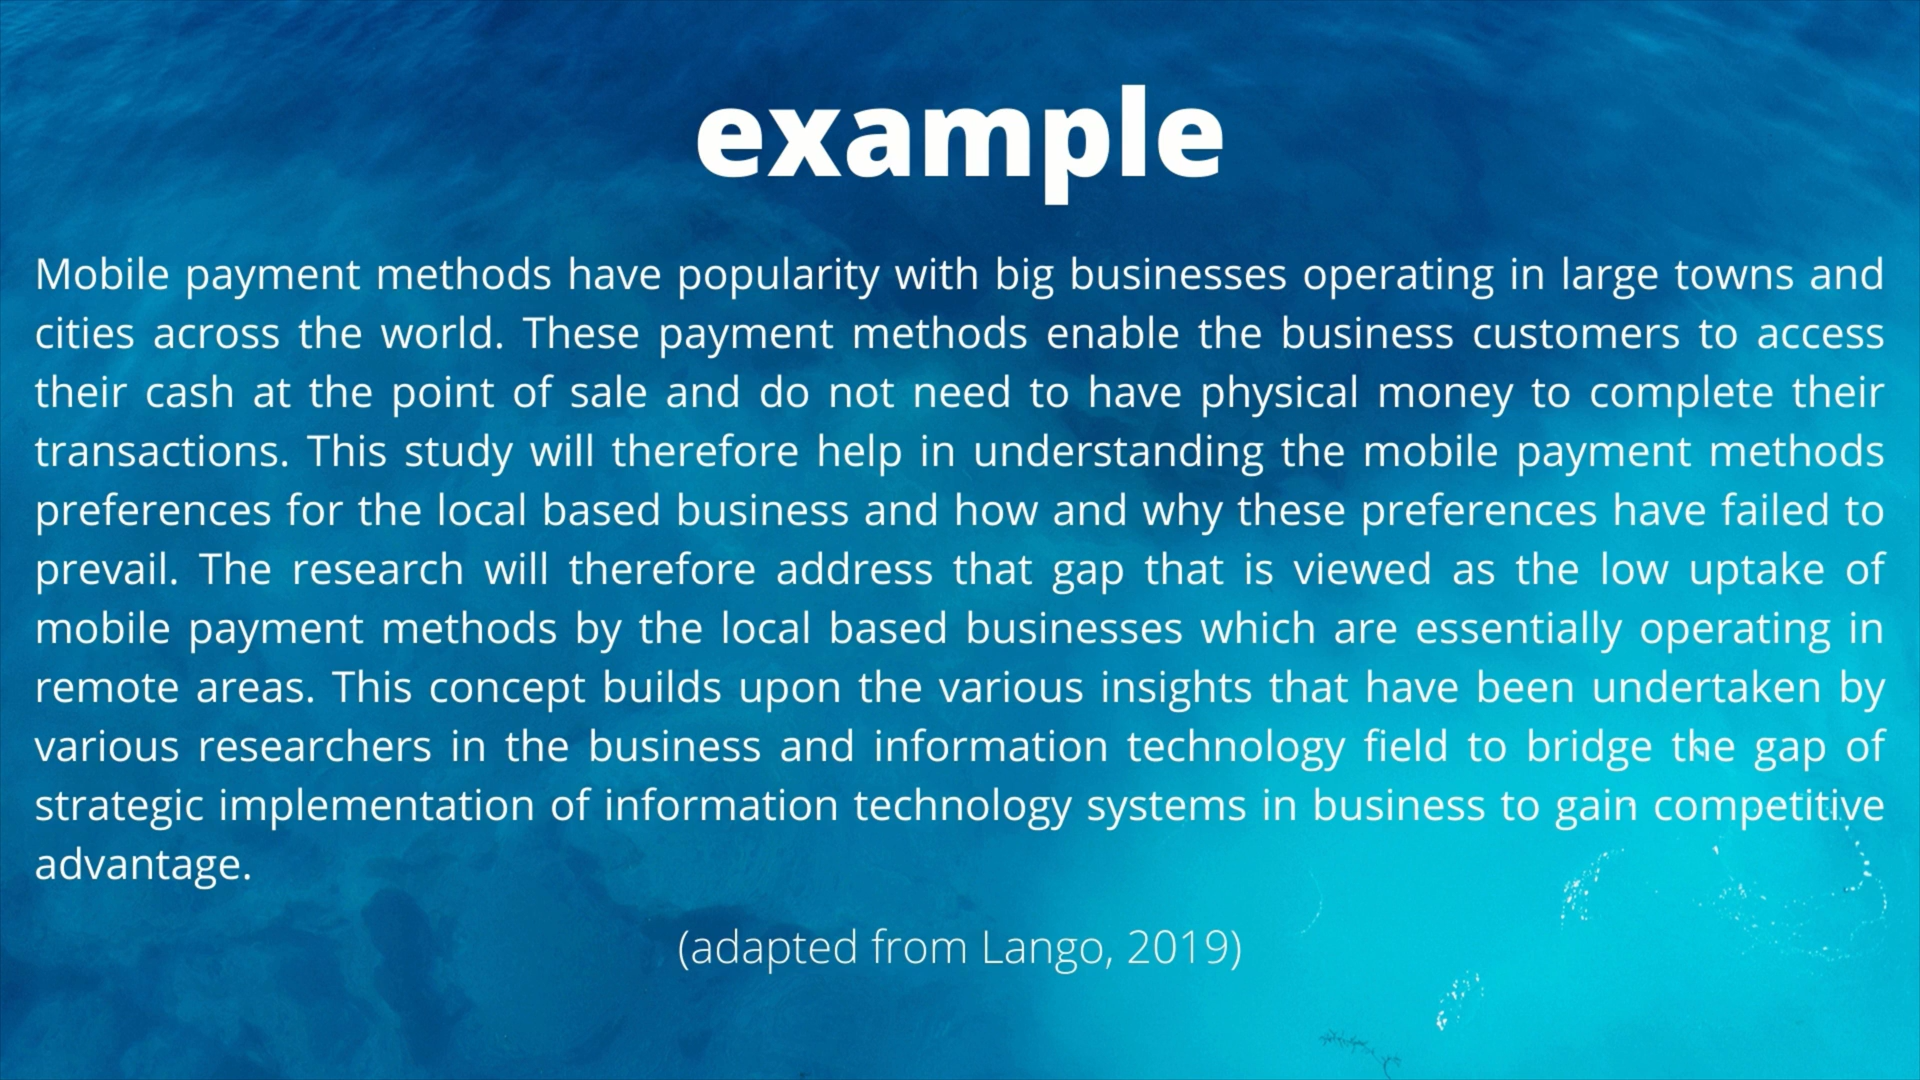 example
Mobile payment methods have popularity with big businesses operating in large towns and
cities across the world. These payment methods enable the business customers to access
their cash at the point of sale and do not need to have physical money to complete their
transactions. This study will therefore help in understanding the mobile payment methods
preferences for the local based business and how and why these preferences have failed to
prevail. The research will therefore address that gap that is viewed as the low uptake of
mobile payment methods by the local based businesses which are essentially operating in
remote areas. This concept builds upon the various insights that have been undertaken by
various researchers in the business and information technology field to bridge the gap of
strategic implementation of information technology systems in business to gain competitive
advantage.
(adapted from Lango, 2019)